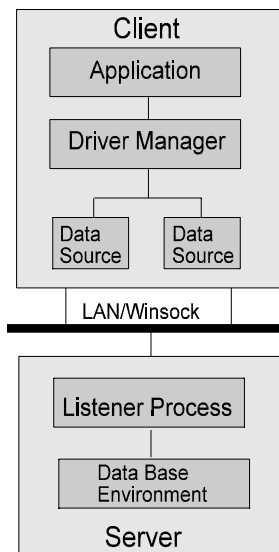 Client
Application
Driver Manager
Data
Source
Data
Source
LAN/Winsock
Listener Process
Data Base
Environment
Server